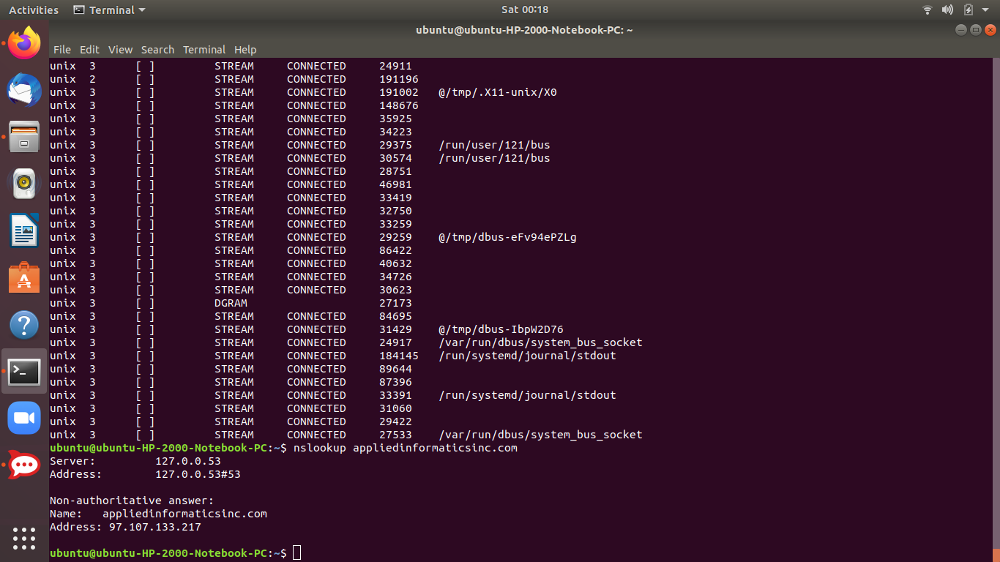 Activities Terminal Sat 00:18
ubuntu@ubuntu-HP-2000-Notebook-PC: ~
File Edit View Search Terminal Help
unix 3 [ ] STREAM CONNECTED 24911
unix 2 [ ] STREAM CONNECTED 191196
unix 3 [ ] STREAM CONNECTED 191002 @/tmp/.X11-unix/X0
unix 3 [ ] STREAM CONNECTED 148676
unix 3 [ ] STREAM CONNECTED 35925
unix 3 [ ] STREAM CONNECTED 34223
unix 3 [ ] STREAM CONNECTED 29375 /run/user/121/bus
unix 3 [ ] STREAM CONNECTED 30574 /run/user/121/bus
unix 3 [ ] STREAM CONNECTED 28751
unix 3 [ ] STREAM CONNECTED 46981
unix 3 [ ] STREAM CONNECTED 33419
unix 3 [ ] STREAM CONNECTED 32750
unix 3 [ ] STREAM CONNECTED 33259
unix 3 [ ] STREAM CONNECTED 29259 @/tmp/dbus-eFv94ePZLg
unix 3 [ ] STREAM CONNECTED 86422
unix 3 [ ] STREAM CONNECTED 40632
unix 3 [ ] STREAM CONNECTED 34726
unix 3 [ ] STREAM CONNECTED 30623
unix 3 [ ] DGRAM 27173
unix 3 [ ] STREAM CONNECTED 84695
unix 3 [ ] STREAM CONNECTED 31429 @/tmp/dbus-IbpW2D76
unix 3 [ ] STREAM CONNECTED 24917 /var/run/dbus/system_bus_socket
unix 3 [ ] STREAM CONNECTED 184145 /run/systemd/journal/stdout
unix 3 [ ] STREAM CONNECTED 89644
unix 3 [ ] STREAM CONNECTED 87396
unix 3 [ ] STREAM CONNECTED 33391 /run/systemd/journal/stdout
unix 3 [ ] STREAM CONNECTED 31060
unix 3 [ ] STREAM CONNECTED 29422
unix 3 [ ] STREAM CONNECTED 27533 /var/run/dbus/system_bus_socket
ubuntu@ubuntu-HP-2000-Notebook-PC:~$ nslookup appliedinformaticsinc.com
Server: 127.0.0.53
Address: 127.0.0.53#53
Non-authoritative answer:
Name: appliedinformaticsinc.com
Address: 97.107.133.217
ubuntu@ubuntu-HP-2000-Notebook-PC:~$